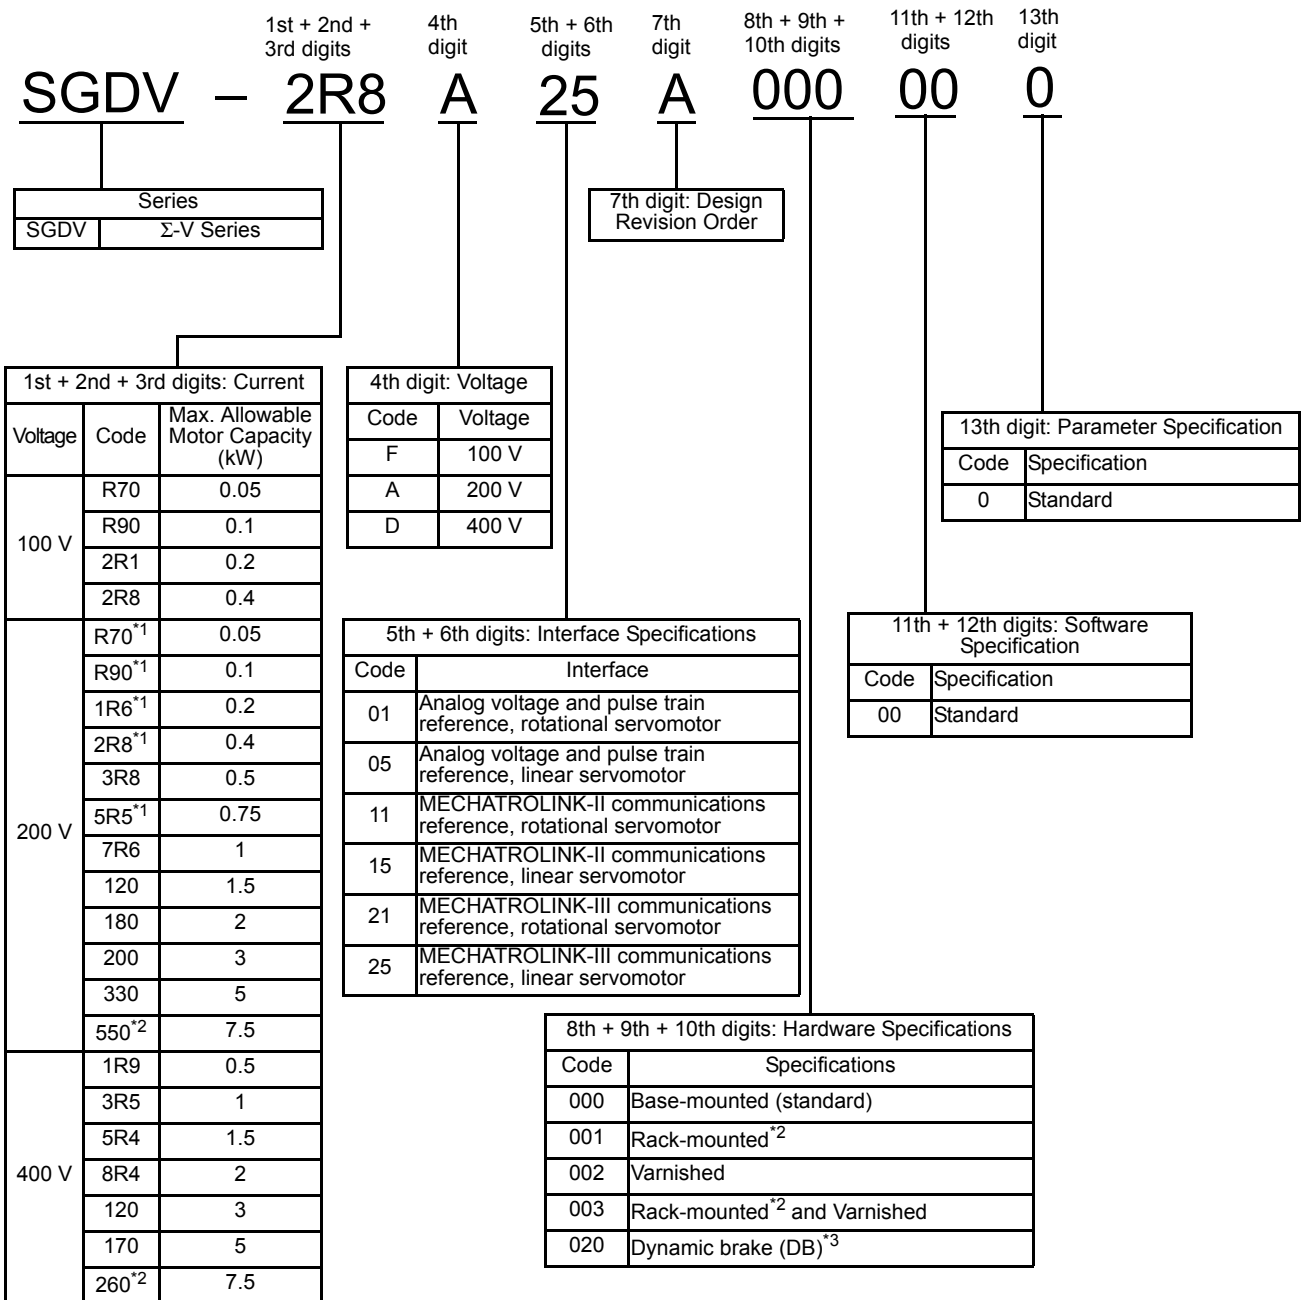 1st + 2nd +
3rd digits
4th
digit
5th + 6th
digits
7th
digit
8th + 9th +
10th digits
11th + 12th
digits
13th
digit
SGDV – 2R8 A 25 A 000 00 0
Series
SGDV Σ-V Series
7th digit: Design
Revision Order
1st + 2nd + 3rd digits: Current
Voltage Code Max. Allowable
Motor Capacity
(kW)
100 V
R70 0.05
R90 0.1
2R1 0.2
2R8 0.4
200 V
R70*1 0.05
R90*1 0.1
1R6*1 0.2
2R8*1 0.4
3R8 0.5
5R5*1 0.75
7R6 1
120 1.5
180 2
200 3
330 5
550*2 7.5
400 V
1R9 0.5
3R5 1
5R4 1.5
8R4 2
120 3
170 5
260*2 7.5
4th digit: Voltage
Code Voltage
F 100 V
A 200 V
D 400 V
13th digit: Parameter Specification
Code Specification
0 Standard
5th + 6th digits: Interface Specifications
Code Interface
01 Analog voltage and pulse train
reference, rotational servomotor
05 Analog voltage and pulse train
reference, linear servomotor
11 MECHATROLINK-II communications
reference, rotational servomotor
15 MECHATROLINK-II communications
reference, linear servomotor
21 MECHATROLINK-III communications
reference, rotational servomotor
25 MECHATROLINK-III communications
reference, linear servomotor
11th + 12th digits: Software
Specification
Code Specification
00 Standard
8th + 9th + 10th digits: Hardware Specifications
Code Specifications
000 Base-mounted (standard)
001 Rack-mounted*2
002 Varnished
003 Rack-mounted*2 and Varnished
020 Dynamic brake (DB)*3